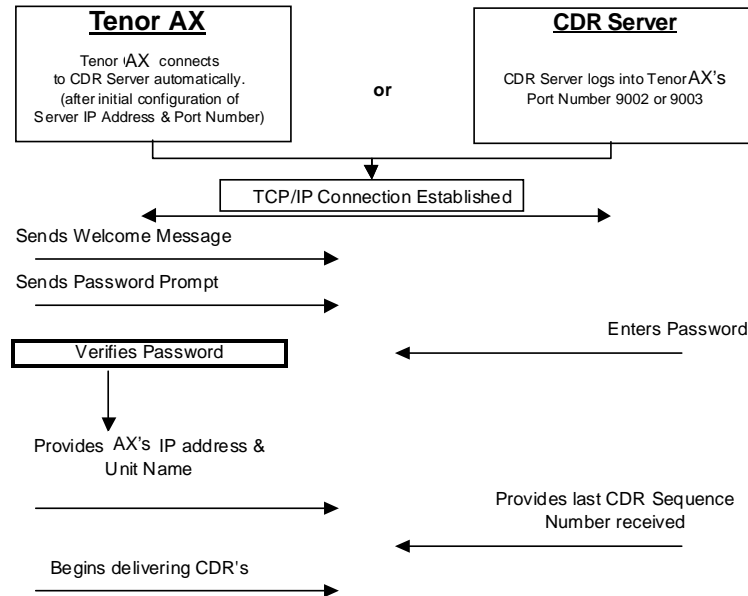 Tenor AX
Tenor AX connects
to CDR Server automatically.
(after initial configuration of
Server IP Address & Port Number)
or
CDR Server
CDR Server logs into Tenor AX's
Port Number 9002 or 9003
TCP/IP Connection Established
Sends Welcome Message
Sends Password Prompt
Enters Password
Verifies Password
Provides AX's IP address &
Unit Name
Provides last CDR Sequence
Number received
Begins delivering CDR's